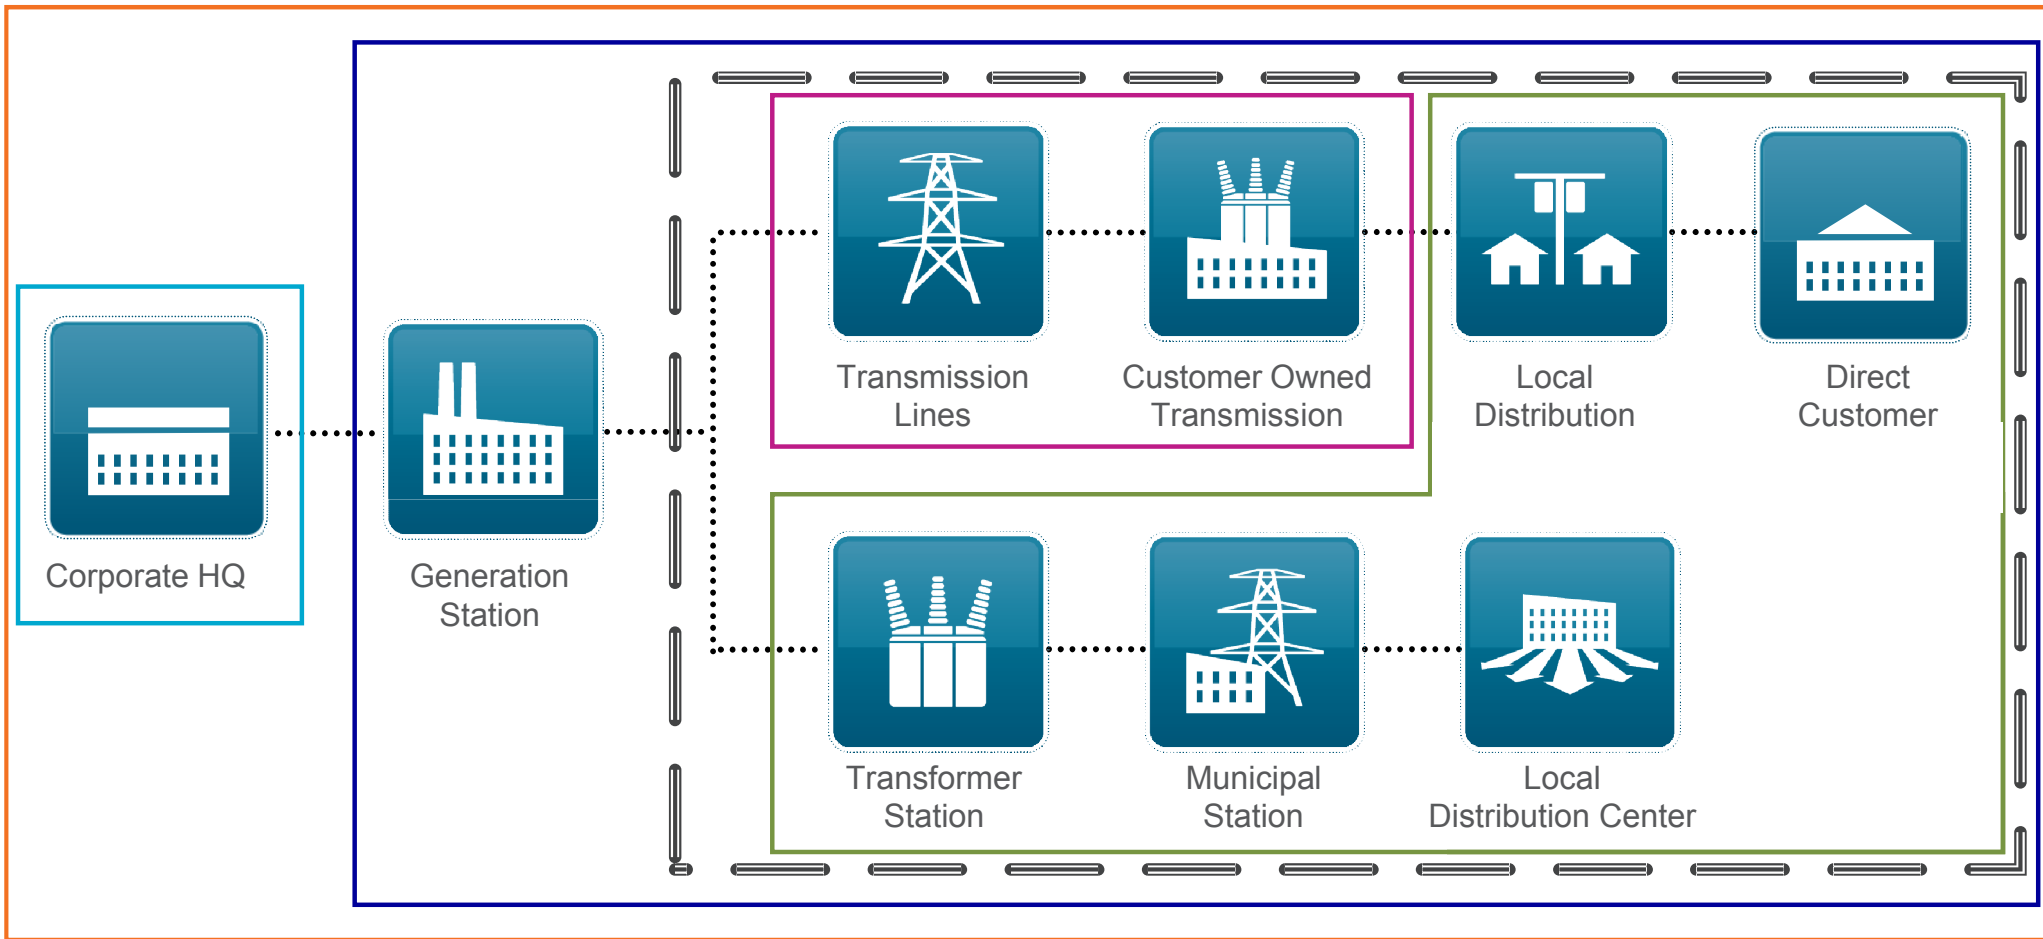 Transmission
Lines
Customer Owned
Transmission
Local
Distribution
Direct
Customer
Corporate HQ
Generation
Station
Transformer
Station
Municipal
Station
Local
Distribution Center